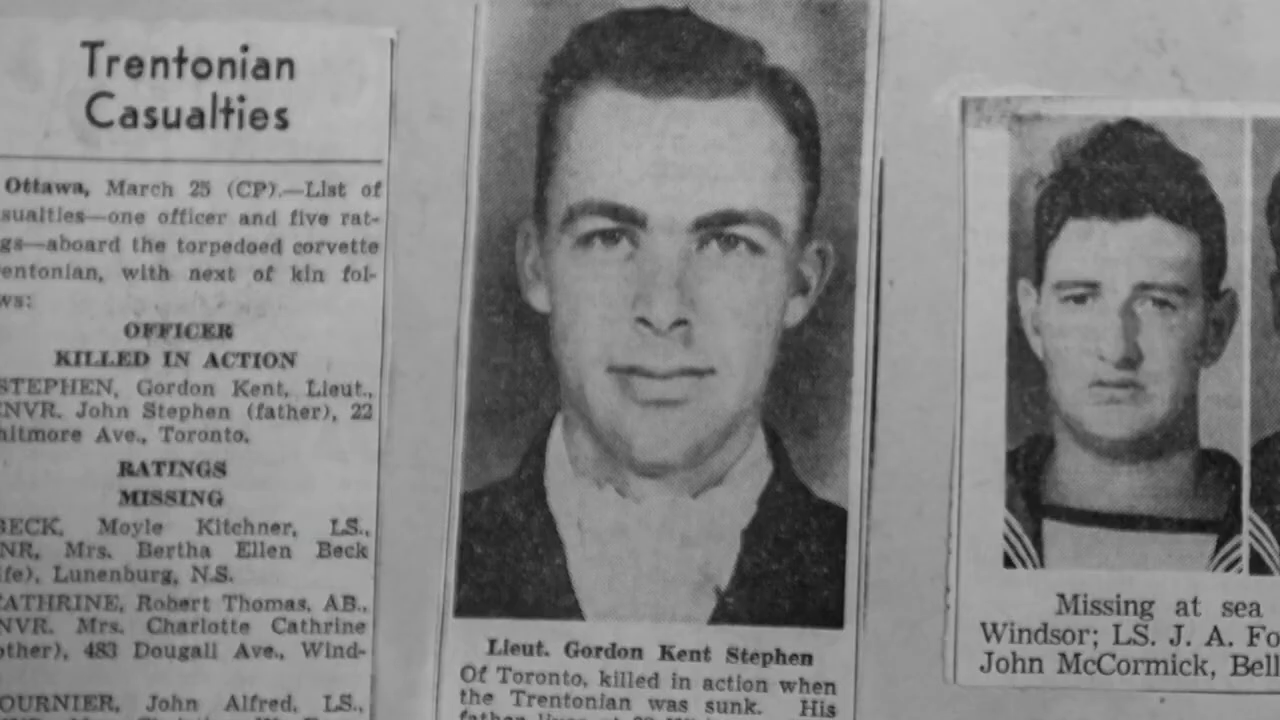 Trentonian
Casualties
Ottawa, March 25 (CP).—List of
sualties—one officer and five rat-
gs—aboard the torpedoed corvette
entonian, with next of kin fol-
ws:
OFFICER
KILLED IN ACTION
STEPHEN, Gordon Kent, Lieut.,
NVR. John Stephen (father), 22
hitmore Ave., Toronto.
RATINGS
MISSING
BECK, Moyle Kitchner, LS.,
NR, Mrs. Bertha Ellen Beck
ife), Lunenburg, N.S.
CATHRINE, Robert Thomas, AB.,
NVR. Mrs. Charlotte Cathrine
other), 483 Dougall Ave., Wind-
OURNIER, John Alfred, LS.,
Lieut. Gordon Kent Stephen
Of Toronto, killed in action when
the Trentonian was sunk. His
father lives at
Missing at sea
Windsor; LS. J. A. Fo
John McCormick, Bell